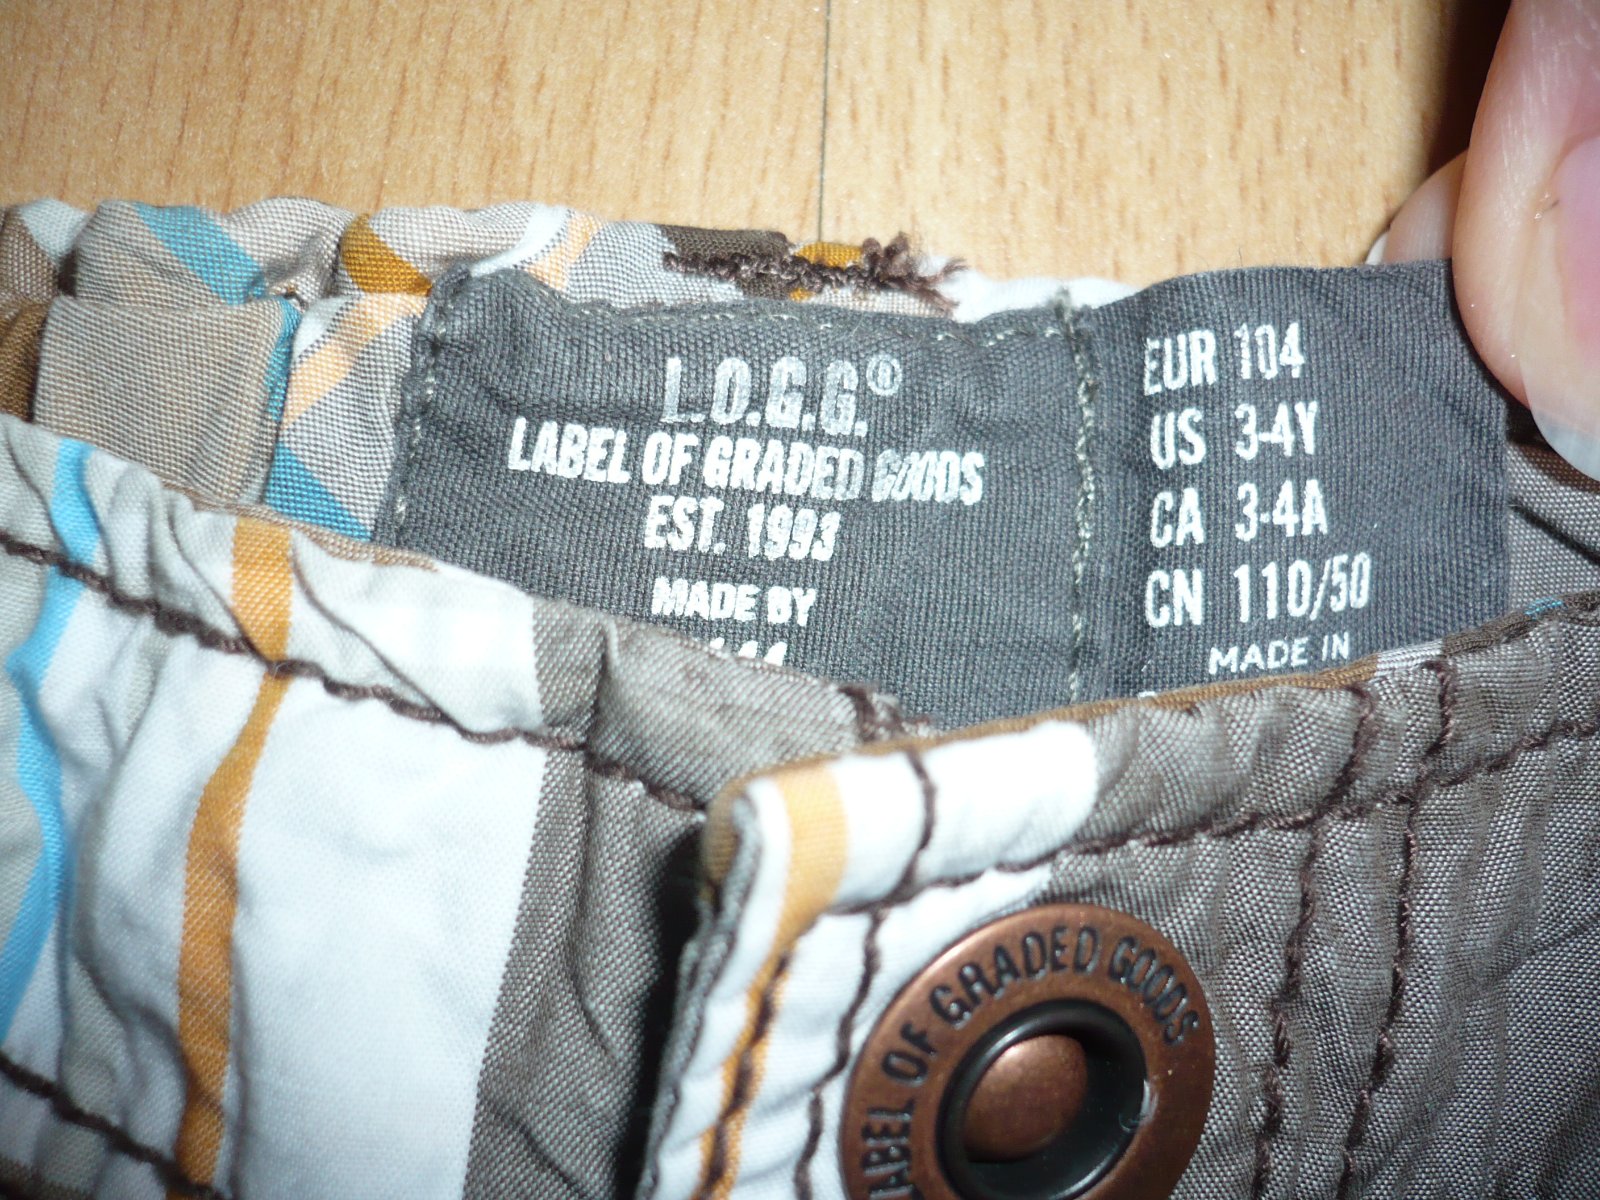 L.O.G.G.®
LABEL OF GRADED GOODS
EST. 1993
MADE BY
EUR 104
US 3-4Y
CA 3-4A
CN 110/50
MADE IN
LABEL OF GRADED GOODS